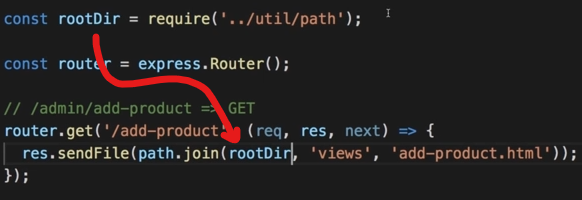 const rootDir = require('../util/path');
const router = express.Router();
// /admin/add-product => GET
router.get('/add-product', (req, res, next) => {
res.sendFile(path.join(rootDir, 'views', 'add-product.html'));
});